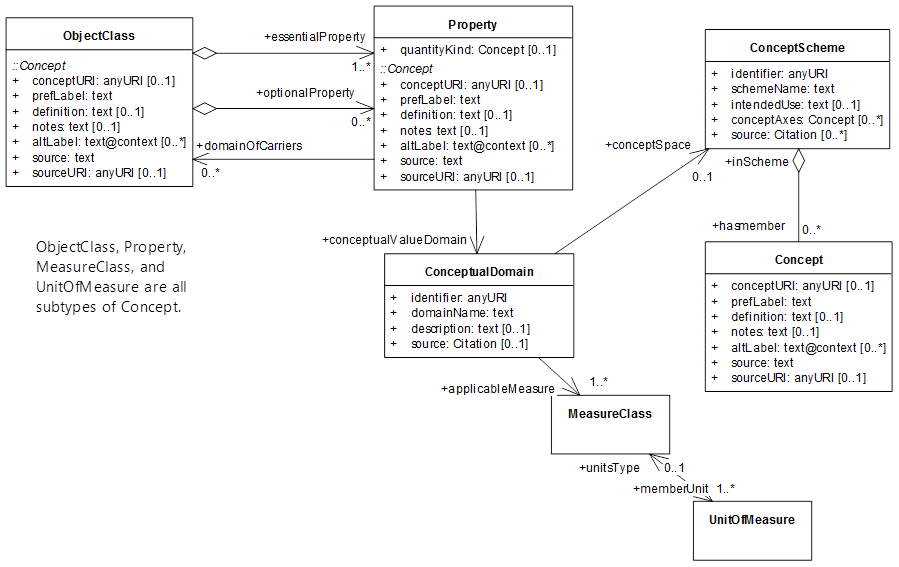 ObjectClass
::Concept
+ conceptURI: anyURI [0..1]
+ prefLabel: text
+ definition: text [0..1]
+ notes: text [0..1]
+ altLabel: text@context [0..*]
+ source: text
+ sourceURI: anyURI [0..1]
+essentialProperty
1..*
+optionalProperty
0..*
+domainOfCarriers
0..*
Property
+ quantityKind: Concept [0..1]
::Concept
+ conceptURI: anyURI [0..1]
+ prefLabel: text
+ definition: text [0..1]
+ notes: text [0..1]
+ altLabel: text@context [0..*]
+ source: text
+ sourceURI: anyURI [0..1]
ConceptScheme
+ identifier: anyURI
+ schemeName: text
+ intendedUse: text [0..1]
+ conceptAxes: Concept [0..*]
+ source: Citation [0..*]
+conceptSpace
0..1
+inScheme
+hasmember
0..*
ObjectClass, Property,
MeasureClass, and
UnitOfMeasure are all
subtypes of Concept.
+conceptualValueDomain
ConceptualDomain
+ identifier: anyURI
+ domainName: text
+ description: text [0..1]
+ source: Citation [0..1]
Concept
+ conceptURI: anyURI [0..1]
+ prefLabel: text
+ definition: text [0..1]
+ notes: text [0..1]
+ altLabel: text@context [0..*]
+ source: text
+ sourceURI: anyURI [0..1]
+applicableMeasure
1..*
MeasureClass
+unitsType
0..1
+memberUnit
1..*
UnitOfMeasure